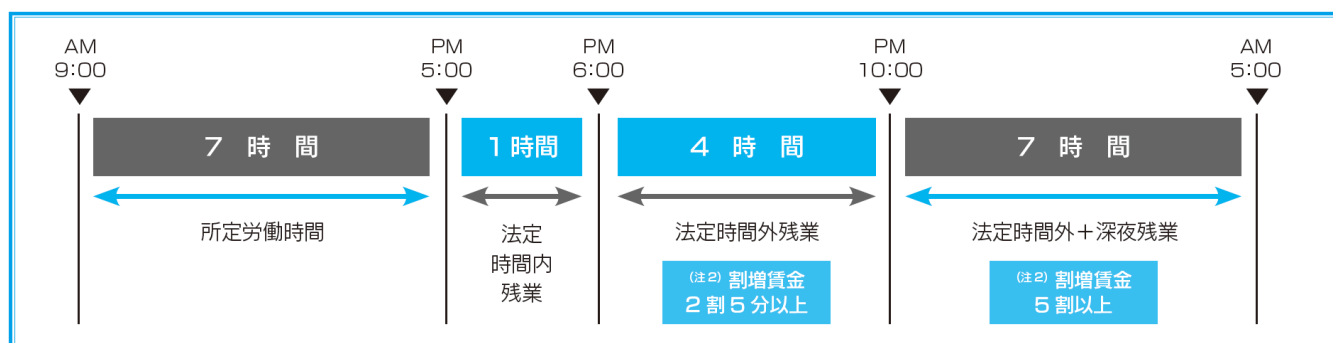 AM
9:00
PM
5:00
PM
6:00
PM
10:00
AM
5:00
7 時 間
1 時間
4 時 間
7 時 間
所定労働時間
法定
時間内
残業
法定時間外残業
(注2) 割増賃金
2割5分以上
法定時間外＋深夜残業
(注2) 割増賃金
5割以上